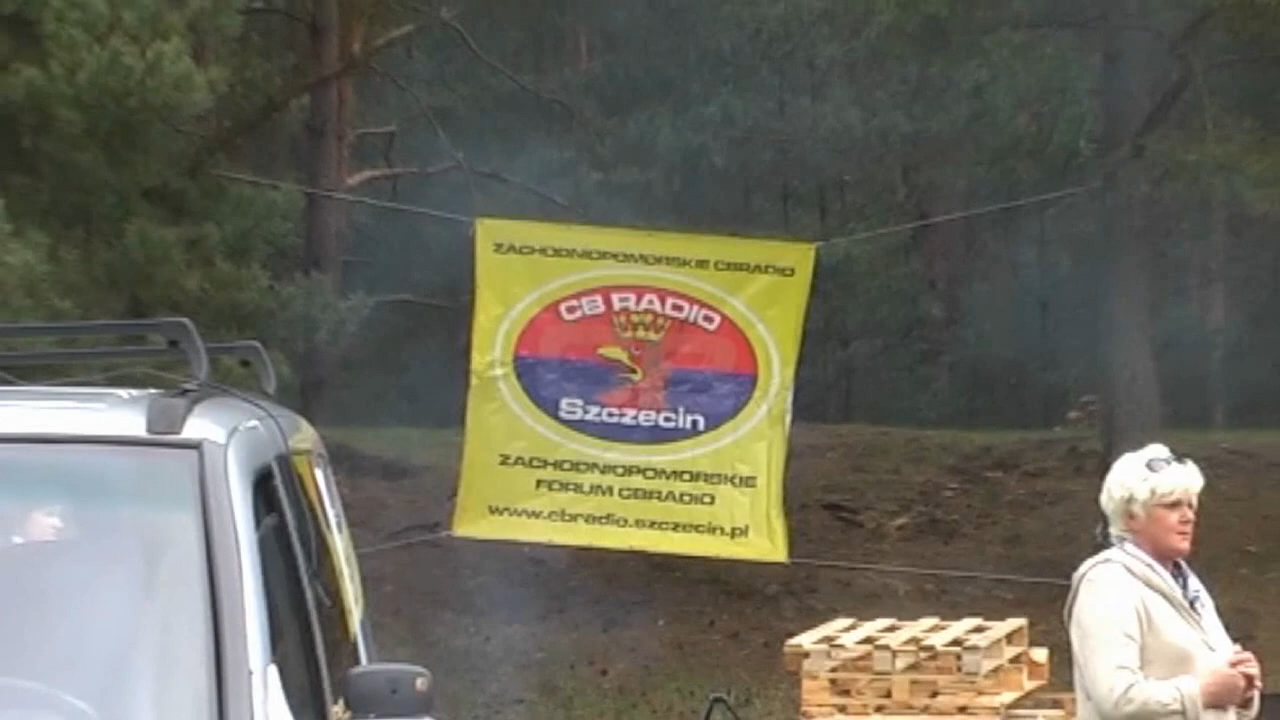 ZACHODNIOPOMORSKIE CBRADIO
CB RADIO
Szczecin
ZACHODNIOPOMORSKIE
FORUM CBRADIO
www.cbradio.szczecin.pl